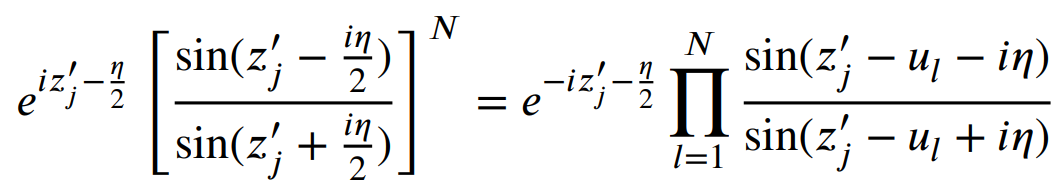 $$e^{iz'_j-\frac{\eta}{2}} \left[ \frac{\sin(z'_j - \frac{i\eta}{2})}{\sin(z'_j + \frac{i\eta}{2})} \right]^N = e^{-iz'_j-\frac{\eta}{2}} \prod_{l=1}^{N} \frac{\sin(z'_j - u_l - i\eta)}{\sin(z'_j - u_l + i\eta)}$$